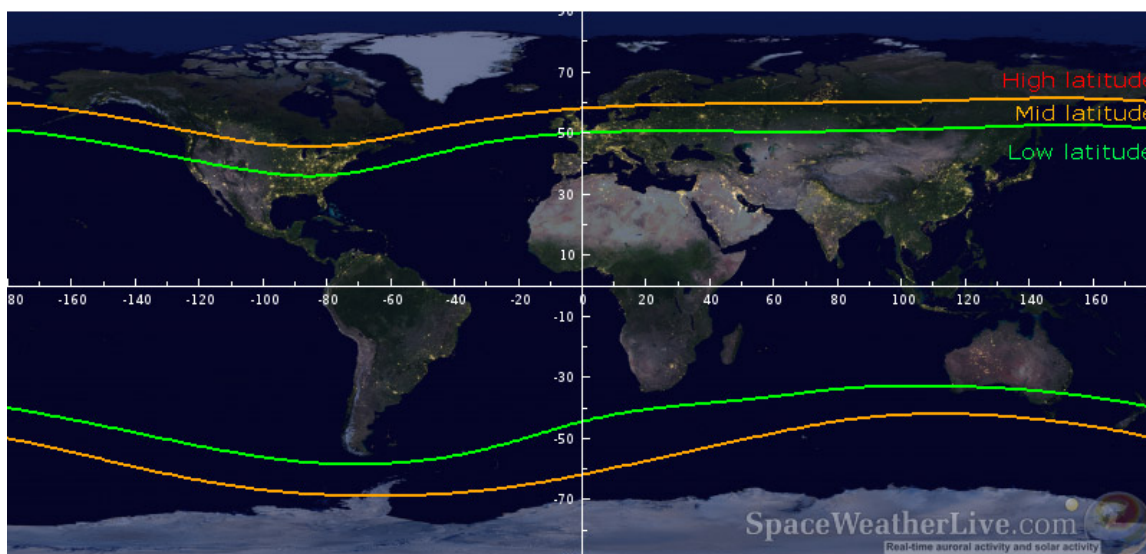 90
70
High latitude
Mid latitude
50
Low latitude
30
10
-180 -160 -140 -120 -100 -80 -60 -40 -20 0 20 40 60 80 100 120 140 160
-10
-30
-50
-70
SpaceWeatherLive.com
Real-time auroral activity and solar activity